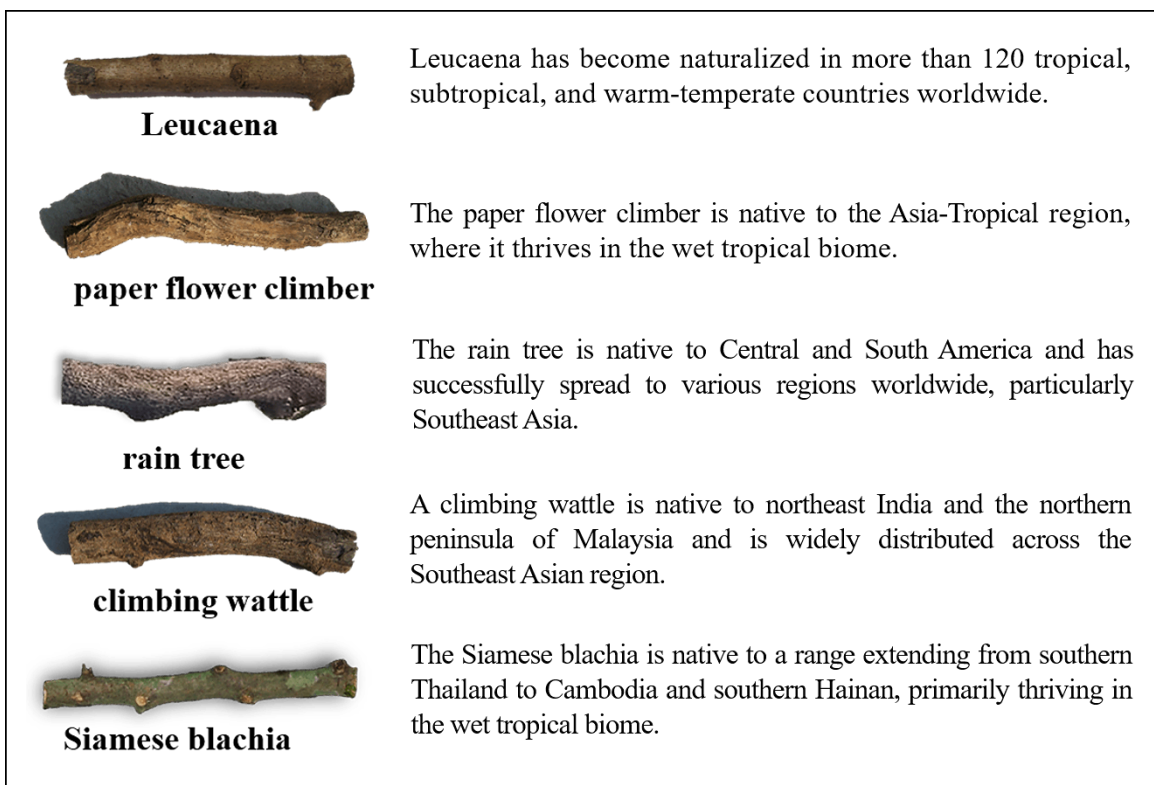 Leucaena has become naturalized in more than 120 tropical,
subtropical, and warm-temperate countries worldwide.
Leucaena
The paper flower climber is native to the Asia-Tropical region,
where it thrives in the wet tropical biome.
paper flower climber
The rain tree is native to Central and South America and has
successfully spread to various regions worldwide, particularly
Southeast Asia.
rain tree
A climbing wattle is native to northeast India and the northern
peninsula of Malaysia and is widely distributed across the
Southeast Asian region.
climbing wattle
The Siamese blachia is native to a range extending from southern
Thailand to Cambodia and southern Hainan, primarily thriving in
the wet tropical biome.
Siamese blachia